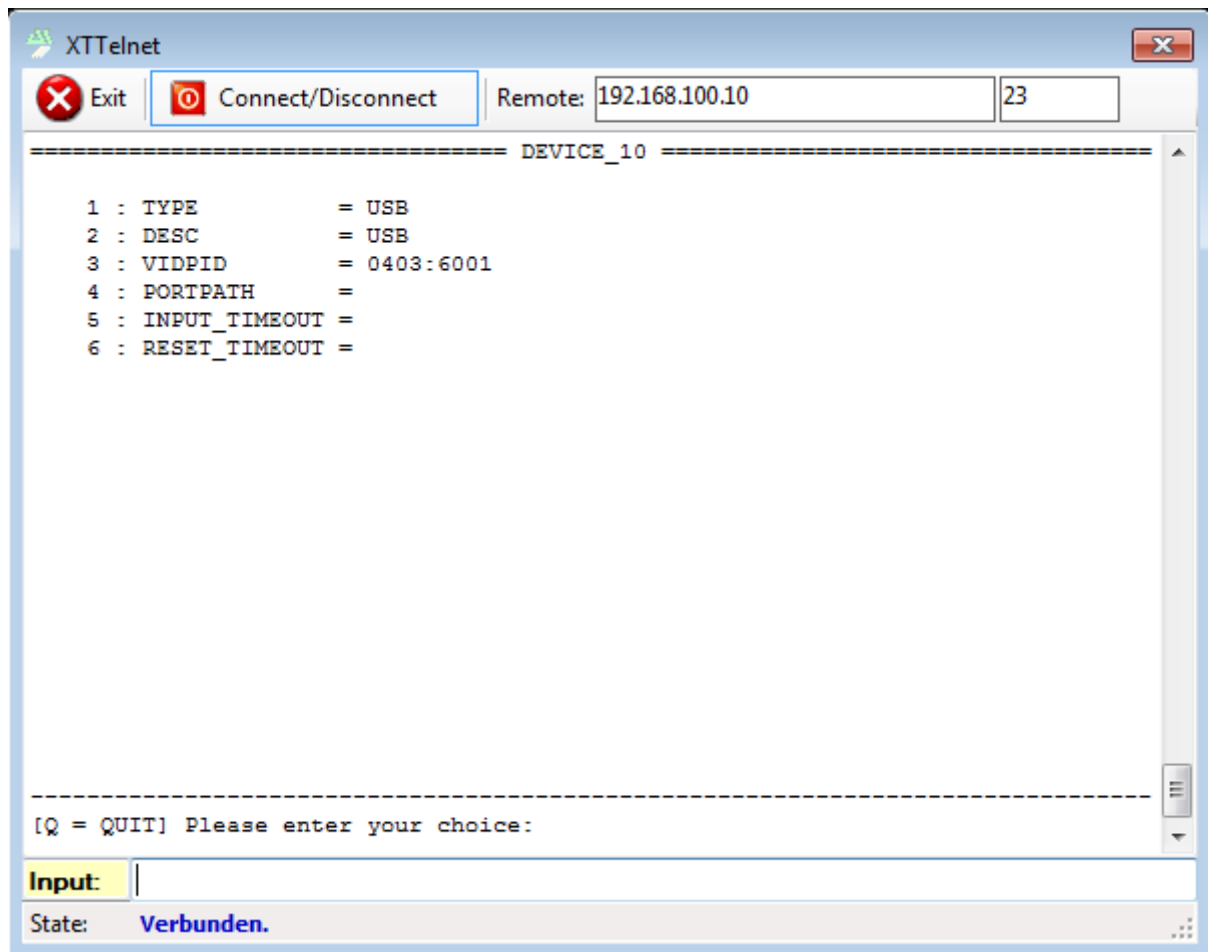 XTTelnet
Exit Connect/Disconnect Remote: 192.168.100.10 23
================================== DEVICE_10 ===================================
1 : TYPE = USB
2 : DESC = USB
3 : VIDPID = 0403:6001
4 : PORTPATH =
5 : INPUT_TIMEOUT =
6 : RESET_TIMEOUT =
--------------------------------------------------------------------------------
[Q = QUIT] Please enter your choice:
Input:
State: Verbunden.